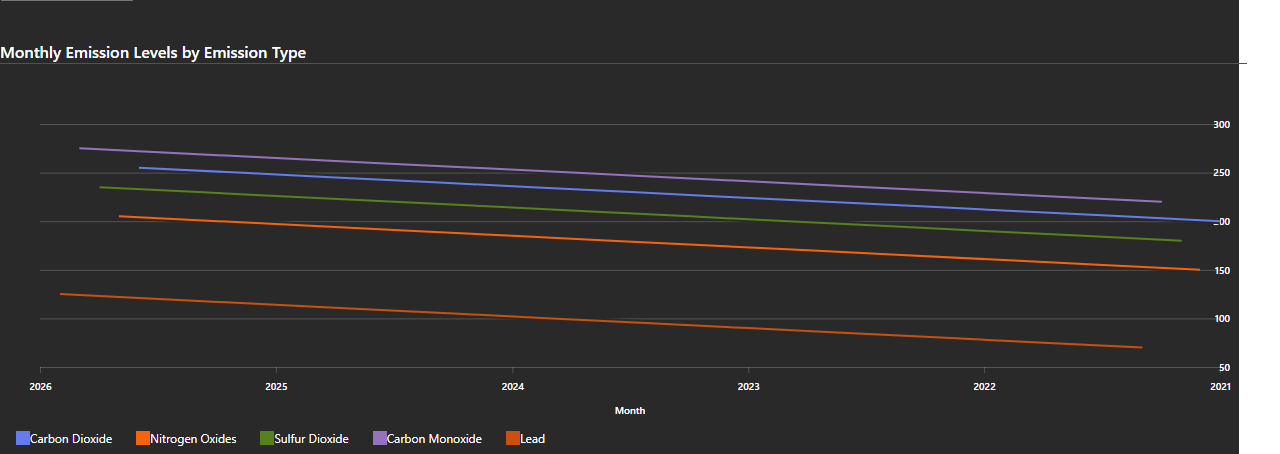 Monthly Emission Levels by Emission Type
300
250
00
150
100
50
2026 2025 2024 2023 2022 2021
Month
Carbon Dioxide Nitrogen Oxides Sulfur Dioxide Carbon Monoxide Lead